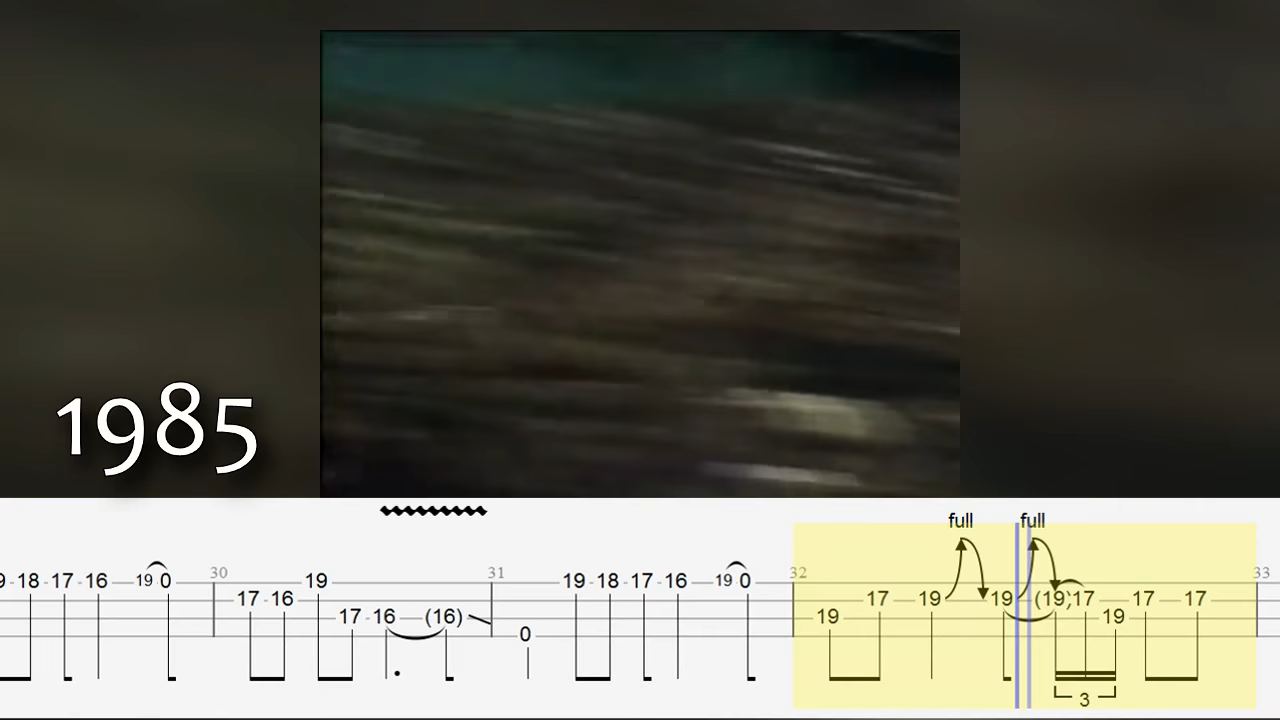 1985
full full
30 31 32 33
9 18 17 16 19 0 19 19 18 17 16 19 0
17 16 17 19 19 (19) 17 17 17
17 16 (16) 19 19
0
3